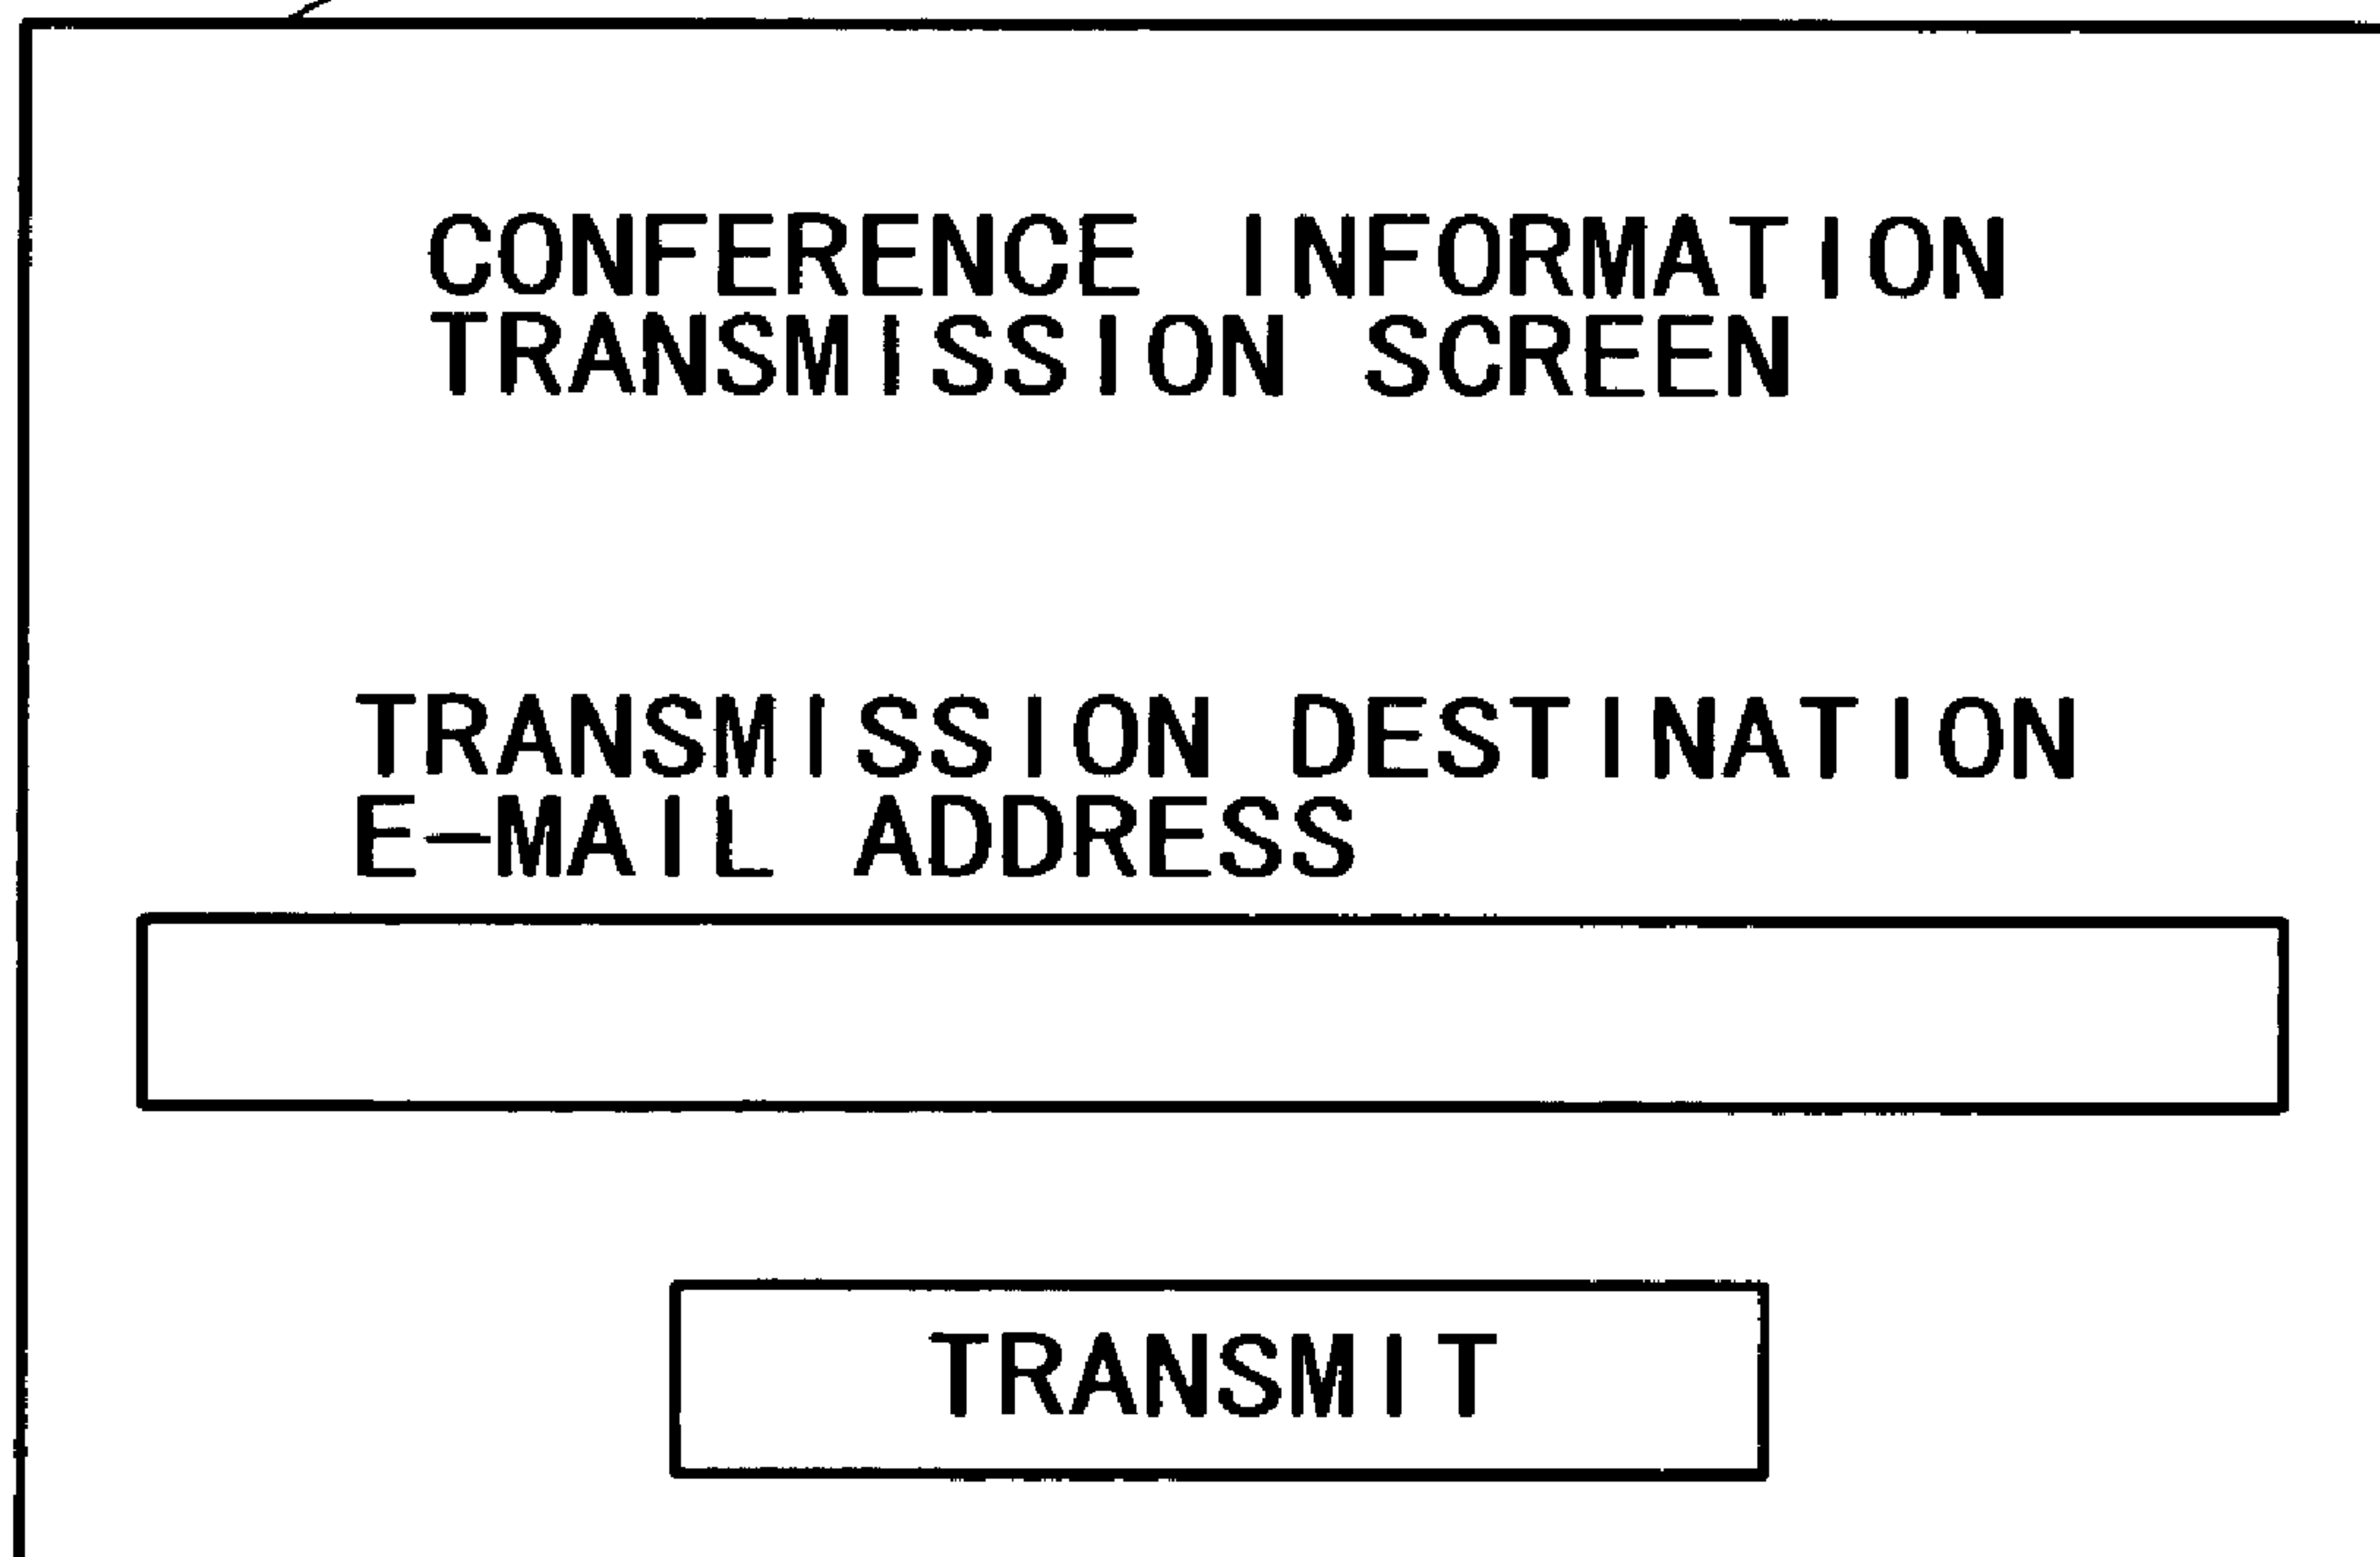 CONFERENCE INFORMATION
TRANSMISSION SCREEN
TRANSMISSION DESTINATION
E-MAIL ADDRESS
TRANSMIT